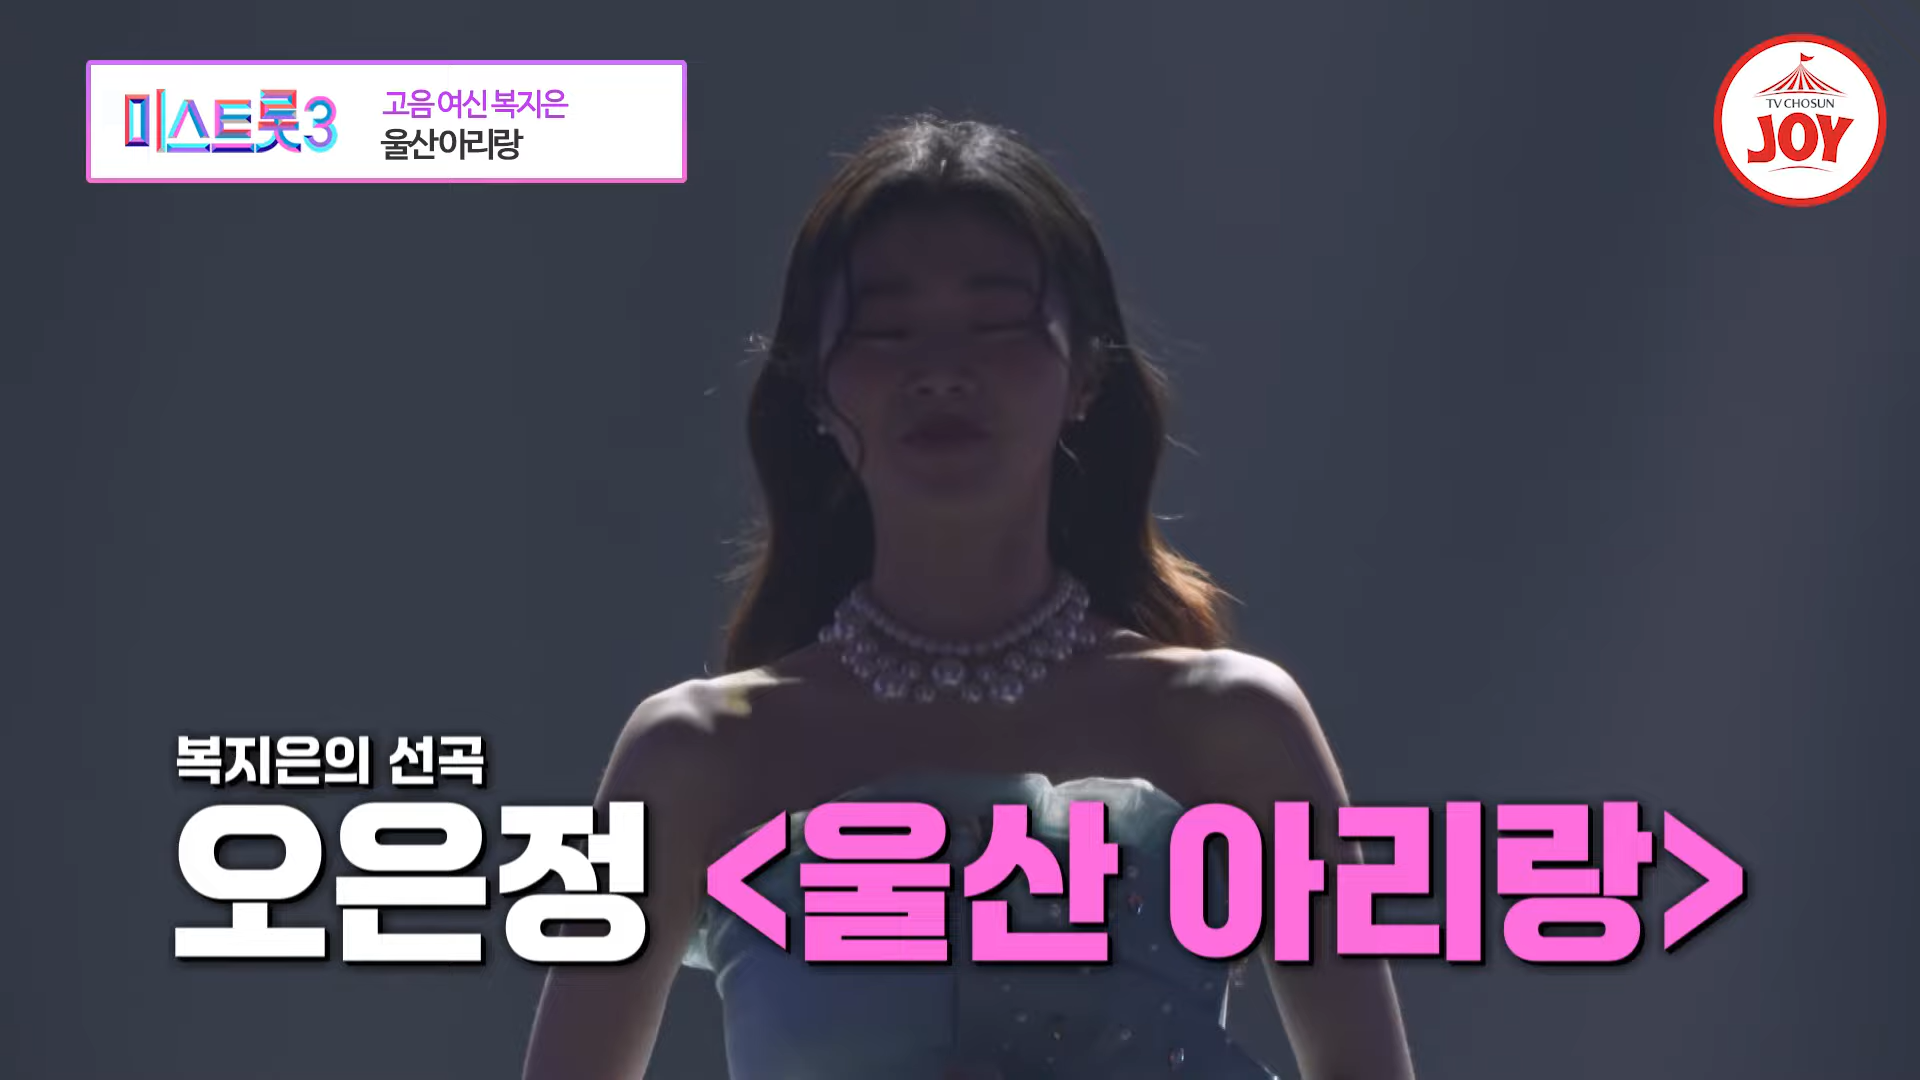 미스트롯3
고음 여신 복지은
울산 아리랑
TV CHOSUN
JOY
복지은의 선곡
오은정 <울산 아리랑>